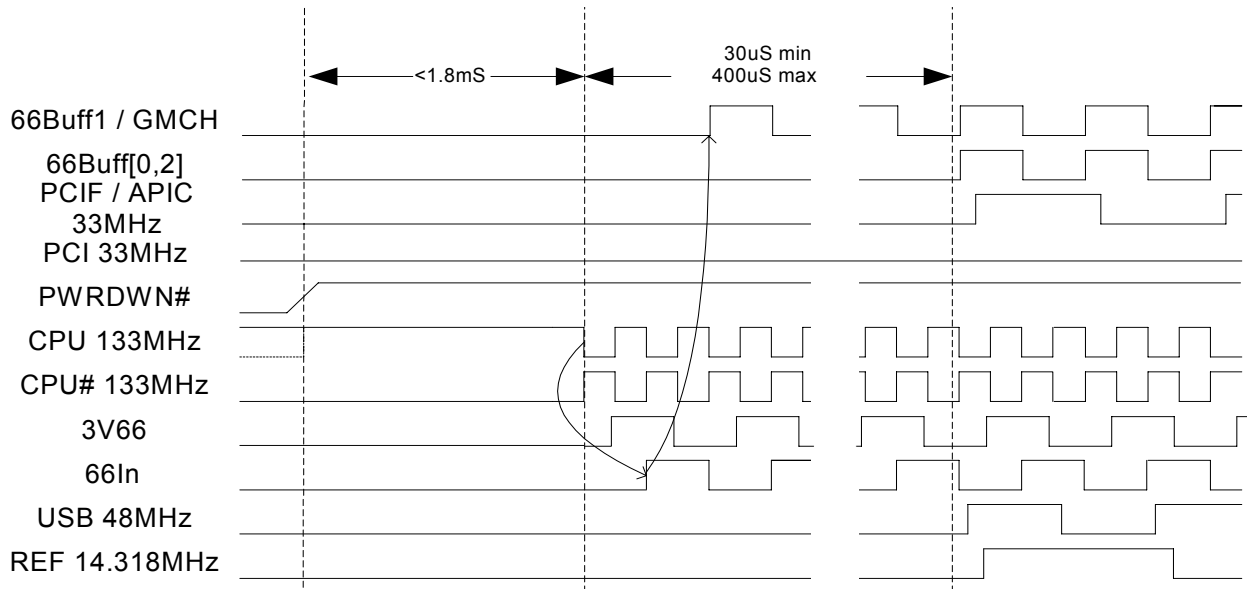 30uS min
<1.8mS
400uS max
66Buff1 / GMCH
66Buff[0,2]
PCIF / APIC
33MHz
PCI 33MHz
PWRDWN#
CPU 133MHz
CPU# 133MHz
3V66
66In
USB 48MHz
REF 14.318MHz